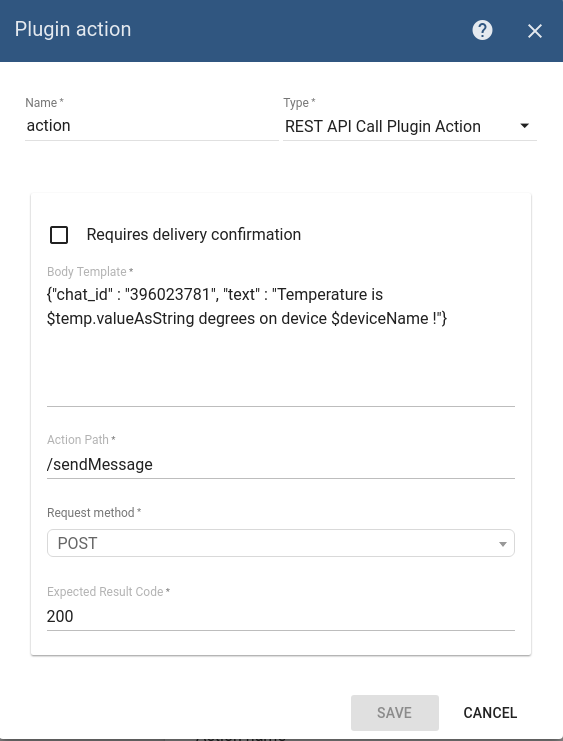 Plugin action
Name *
Type *
action
REST API Call Plugin Action
Requires delivery confirmation
Body Template *
{"chat_id" : "396023781", "text" : "Temperature is
$temp.valueAsString degrees on device $deviceName !"}
Action Path *
/sendMessage
Request method *
POST
Expected Result Code *
200
SAVE
CANCEL